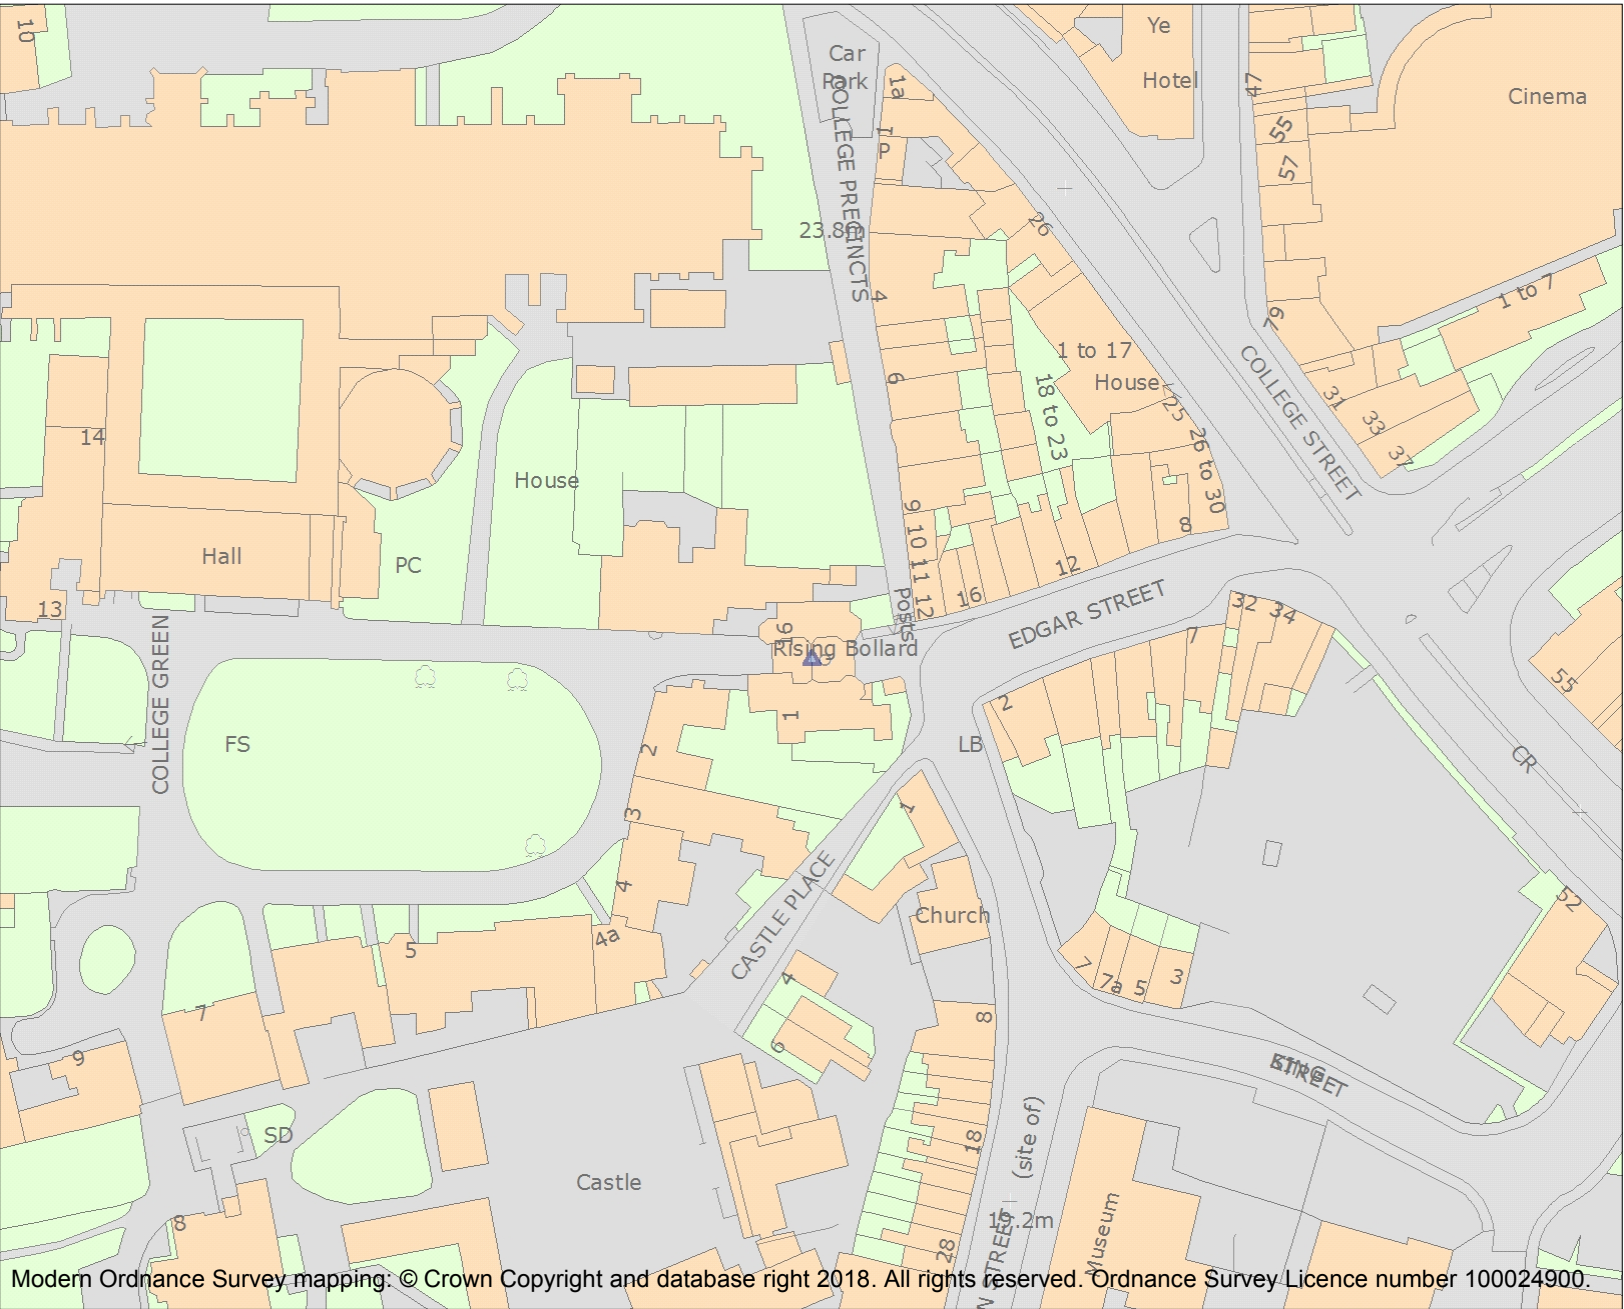 10
Car
Park
COLLEGE PRECINCTS
1a
1
P
Ye
Hotel
47
Cinema
55
57
23.8m
26
4
79
1 to 7
6
1 to 17
House
18 to 23
25
26 to 30
COLLEGE STREET
31
33
37
14
House
9
10
11
12
8
12
16
Hall
PC
13
Posts
EDGAR STREET
32
34
16
Rising Bollard
7
55
COLLEGE GREEN
FS
1
2
2
LB
CR
3
1
4
CASTLE PLACE
52
Church
5
4a
7
7a
5
3
4
7
6
8
9
KING
STREET
SD
18
(site of)
Castle
8
19.2m
28
N STREET
Museum
Modern Ordnance Survey mapping: © Crown Copyright and database right 2018. All rights reserved. Ordnance Survey Licence number 100024900.